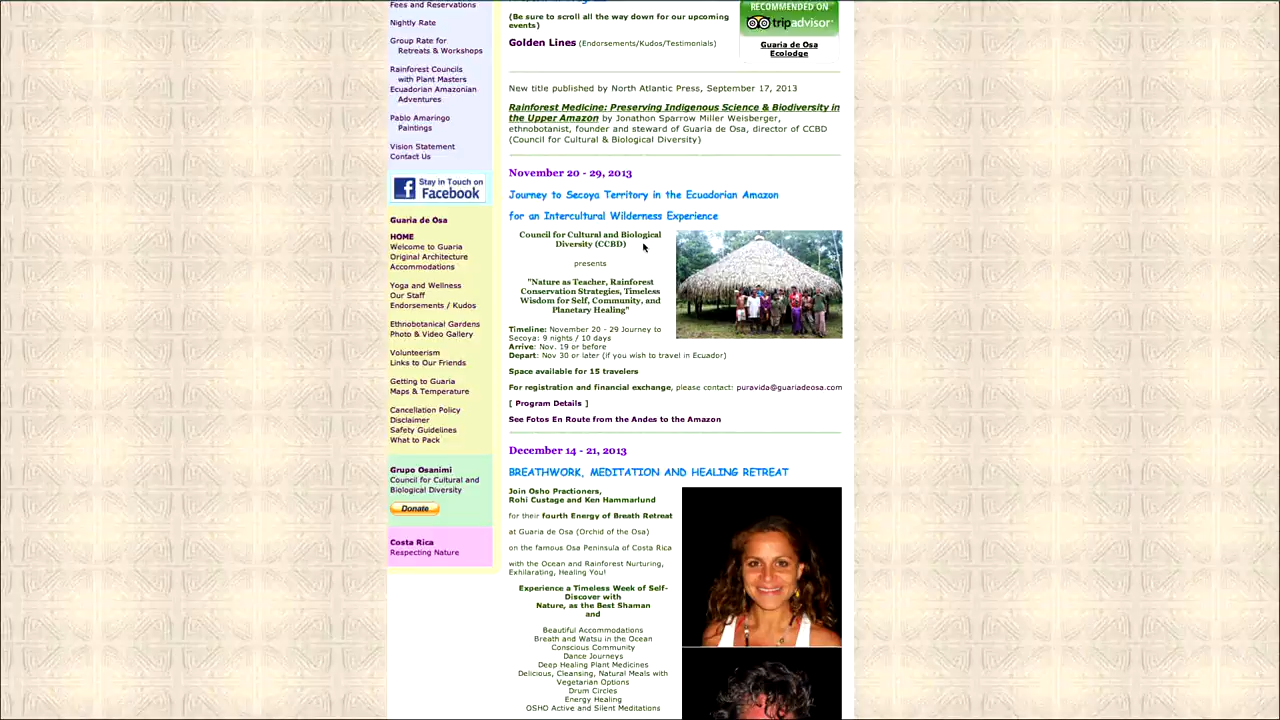 Fees and Reservations
Nightly Rate
Group Rate for
Retreats & Workshops
Rainforest Councils
with Plant Masters
Ecuadorian Amazonian
Adventures
Pablo Amaringo
Paintings
Vision Statement
Contact Us
Stay in Touch on
Facebook
Guaria de Osa
HOME
Welcome to Guaria
Original Architecture
Accommodations
Yoga and Wellness
Our Staff
Endorsements / Kudos
Ethnobotanical Gardens
Photo & Video Gallery
Volunteerism
Links to Our Friends
Getting to Guaria
Maps & Temperature
Cancellation Policy
Disclaimer
Safety Guidelines
What to Pack
Grupo Osanimi
Council for Cultural and
Biological Diversity
Donate
Costa Rica
Respecting Nature
(Be sure to scroll all the way down for our upcoming
events)
Golden Lines (Endorsements/Kudos/Testimonials)
RECOMMENDED ON
tripadvisor
Guaria de Osa
Ecolodge
New title published by North Atlantic Press, September 17, 2013
Rainforest Medicine: Preserving Indigenous Science & Biodiversity in
the Upper Amazon by Jonathon Sparrow Miller Weisberger,
ethnobotanist, founder and steward of Guaria de Osa, director of CCBD
(Council for Cultural & Biological Diversity)
November 20 - 29, 2013
Journey to Secoya Territory in the Ecuadorian Amazon
for an Intercultural Wilderness Experience
Council for Cultural and Biological
Diversity (CCBD)
presents
"Nature as Teacher, Rainforest
Conservation Strategies, Timeless
Wisdom for Self, Community, and
Planetary Healing"
Timeline: November 20 - 29 Journey to
Secoya: 9 nights / 10 days
Arrive: Nov. 19 or before
Depart: Nov 30 or later (if you wish to travel in Ecuador)
Space available for 15 travelers
For registration and financial exchange, please contact: puravida@guariadeosa.com
[ Program Details ]
See Fotos En Route from the Andes to the Amazon
December 14 - 21, 2013
BREATHWORK, MEDITATION AND HEALING RETREAT
Join Osho Practioners,
Rohi Custage and Ken Hammarlund
for their fourth Energy of Breath Retreat
at Guaria de Osa (Orchid of the Osa)
on the famous Osa Peninsula of Costa Rica
with the Ocean and Rainforest Nurturing,
Exhilarating, Healing You!
Experience a Timeless Week of Self-
Discover with
Nature, as the Best Shaman
and
Beautiful Accommodations
Breath and Watsu in the Ocean
Conscious Community
Dance Journeys
Deep Healing Plant Medicines
Delicious, Cleansing, Natural Meals with
Vegetarian Options
Drum Circles
Energy Healing
OSHO Active and Silent Meditations